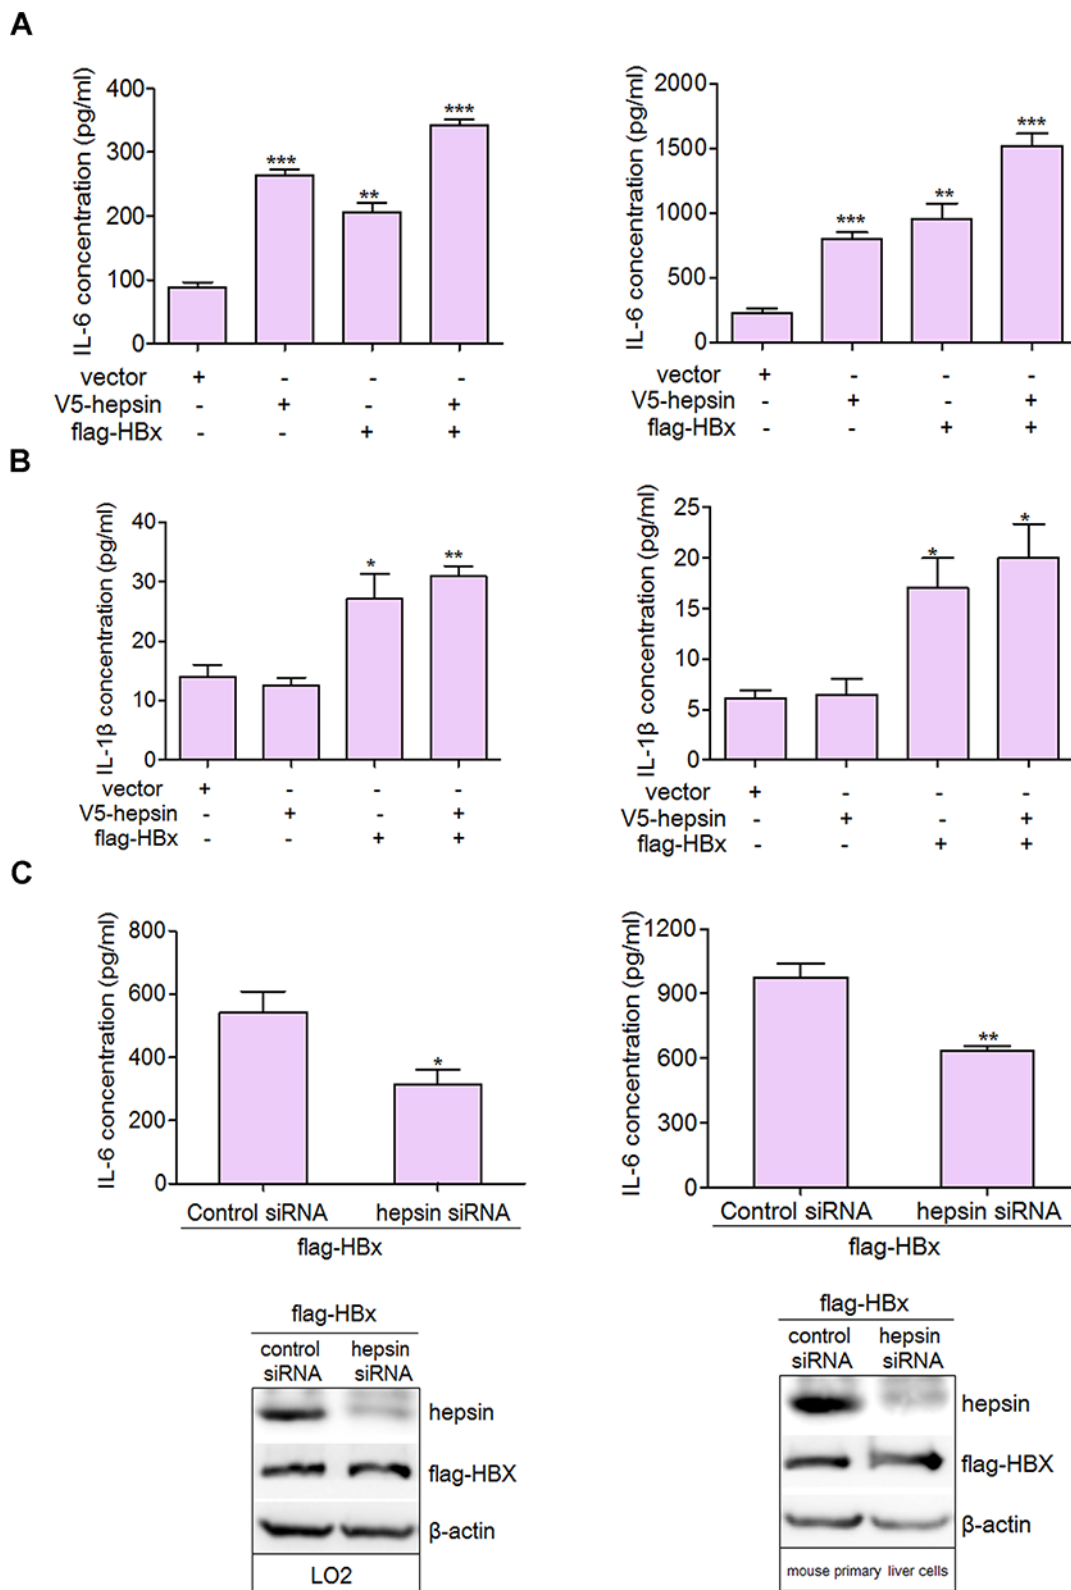 A
IL-6 concentration (pg/ml)
400
300
200
100
0
***
**
***
***
vector + - - -
V5-hepsin - + - +
flag-HBx - - + +
IL-6 concentration (pg/ml)
2000
1500
1000
500
0
***
**
***
vector + - - -
V5-hepsin - + - +
flag-HBx - - + +
B
IL-1β concentration (pg/ml)
40
30
20
10
0
*
**
vector + - - -
V5-hepsin - + - +
flag-HBx - - + +
IL-1β concentration (pg/ml)
25
20
15
10
5
0
*
*
vector + - - -
V5-hepsin - + - +
flag-HBx - - + +
C
IL-6 concentration (pg/ml)
800
600
400
200
0
*
Control siRNA hepsin siRNA
flag-HBx
IL-6 concentration (pg/ml)
1200
900
600
300
0
**
Control siRNA hepsin siRNA
flag-HBx
flag-HBx
control hepsin
siRNA siRNA
hepsin
flag-HBX
β-actin
LO2
flag-HBx
control hepsin
siRNA siRNA
hepsin
flag-HBX
β-actin
mouse primary liver cells